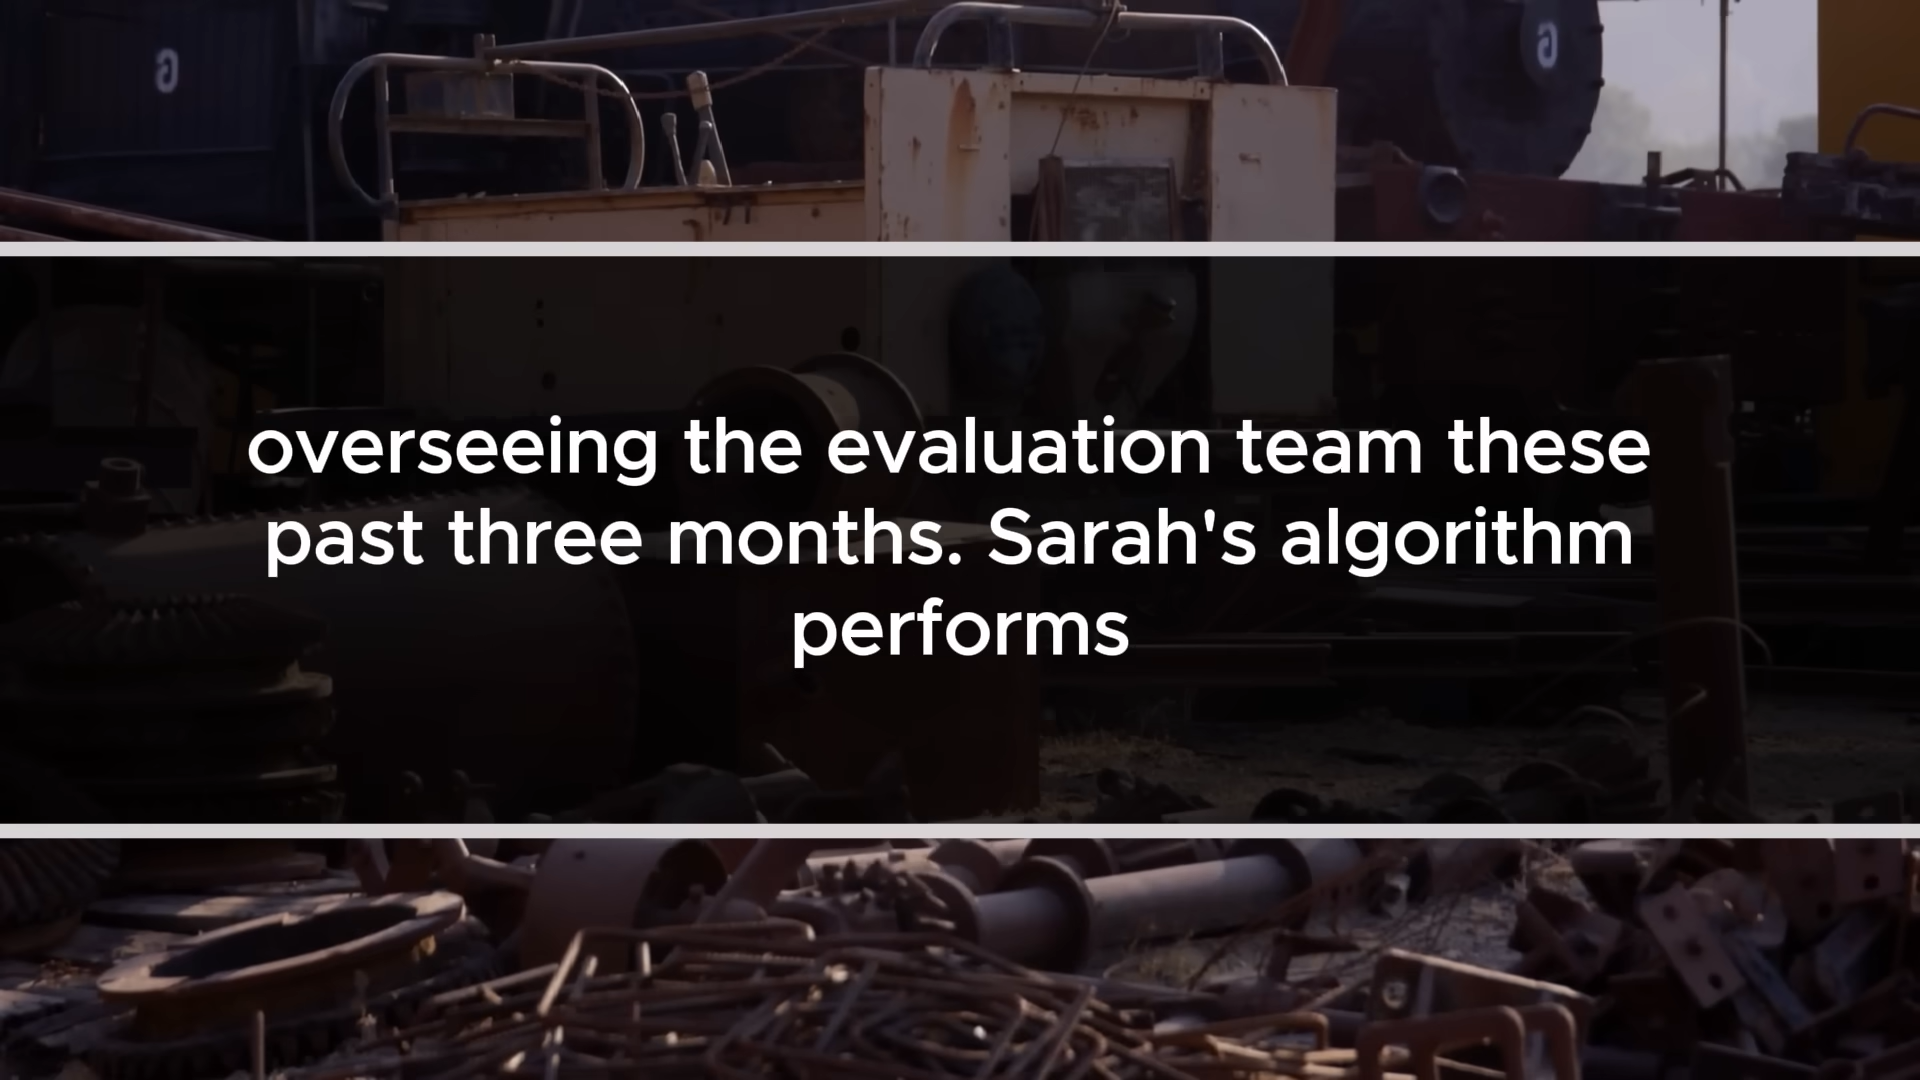 overseeing the evaluation team these
past three months. Sarah's algorithm
performs